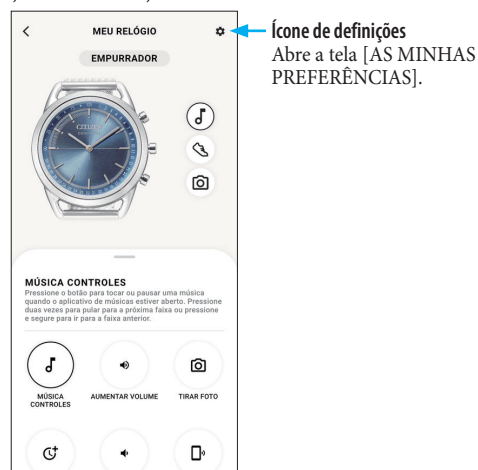 MEU RELÓGIO
Ícone de definições
Abre a tela [AS MINHAS
PREFERÊNCIAS].
EMPURRADOR
CITIZEN
MÚSICA CONTROLES
Pressione o botão para tocar ou pausar uma música
quando o aplicativo de músicas estiver aberto. Pressione
duas vezes para pular para a próxima faixa ou pressione
e segure para ir para a faixa anterior.
MÚSICA
CONTROLES
AUMENTAR VOLUME
TIRAR FOTO